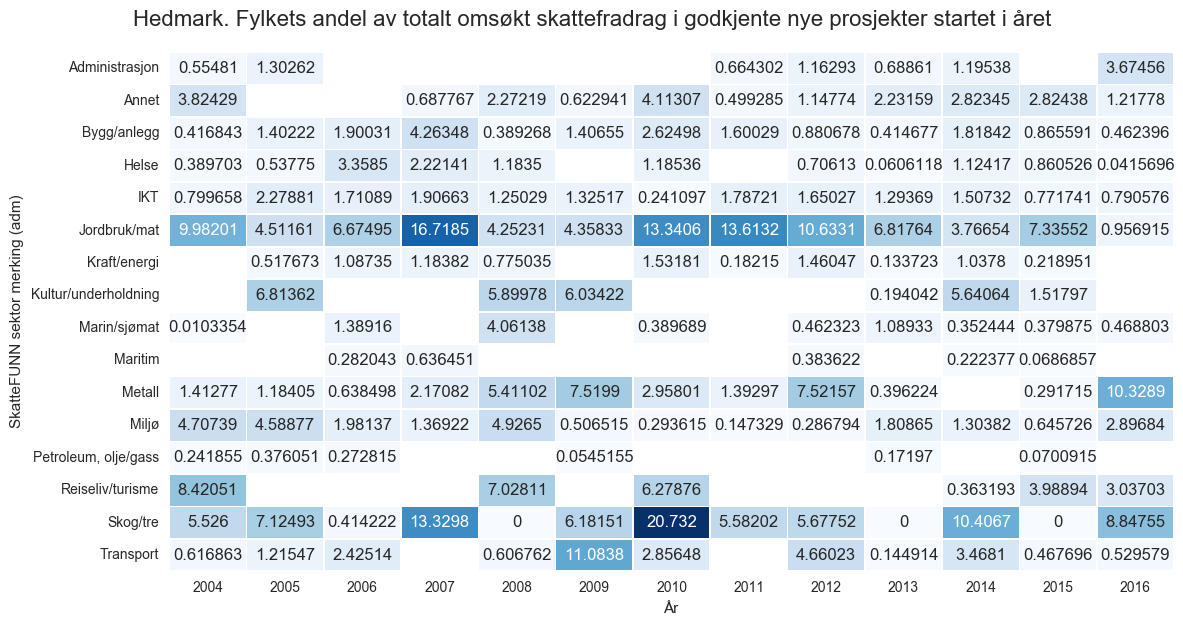 Hedmark. Fylkets andel av totalt omsøkt skattefradrag i godkjente nye prosjekter startet i året
SkatteFUNN sektor merking (adm)
Administrasjon 0.55481 1.30262 0.664302 1.16293 0.68861 1.19538 3.67456
Annet 3.82429 0.687767 2.27219 0.622941 4.11307 0.499285 1.14774 2.23159 2.82345 2.82438 1.21778
Bygg/anlegg 0.416843 1.40222 1.90031 4.26348 0.389268 1.40655 2.62498 1.60029 0.880678 0.414677 1.81842 0.865591 0.462396
Helse 0.389703 0.53775 3.3585 2.22141 1.1835 1.18536 0.70613 0.0606118 1.12417 0.860526 0.0415696
IKT 0.799658 2.27881 1.71089 1.90663 1.25029 1.32517 0.241097 1.78721 1.65027 1.29369 1.50732 0.771741 0.790576
Jordbruk/mat 9.98201 4.51161 6.67495 16.7185 4.25231 4.35833 13.3406 13.6132 10.6331 6.81764 3.76654 7.33552 0.956915
Kraft/energi 0.517673 1.08735 1.18382 0.775035 1.53181 0.18215 1.46047 0.133723 1.0378 0.218951
Kultur/underholdning 6.81362 5.89978 6.03422 0.194042 5.64064 1.51797
Marin/sjømat 0.0103354 1.38916 4.06138 0.389689 0.462323 1.08933 0.352444 0.379875 0.468803
Maritim 0.282043 0.636451 0.383622 0.222377 0.0686857
Metall 1.41277 1.18405 0.638498 2.17082 5.41102 7.5199 2.95801 1.39297 7.52157 0.396224 0.291715 10.3289
Miljø 4.70739 4.58877 1.98137 1.36922 4.9265 0.506515 0.293615 0.147329 0.286794 1.80865 1.30382 0.645726 2.89684
Petroleum, olje/gass 0.241855 0.376051 0.272815 0.0545155 0.17197 0.0700915
Reiseliv/turisme 8.42051 7.02811 6.27876 0.363193 3.98894 3.03703
Skog/tre 5.526 7.12493 0.414222 13.3298 0 6.18151 20.732 5.58202 5.67752 0 10.4067 0 8.84755
Transport 0.616863 1.21547 2.42514 0.606762 11.0838 2.85648 4.66023 0.144914 3.4681 0.467696 0.529579
2004 2005 2006 2007 2008 2009 2010 2011 2012 2013 2014 2015 2016
År